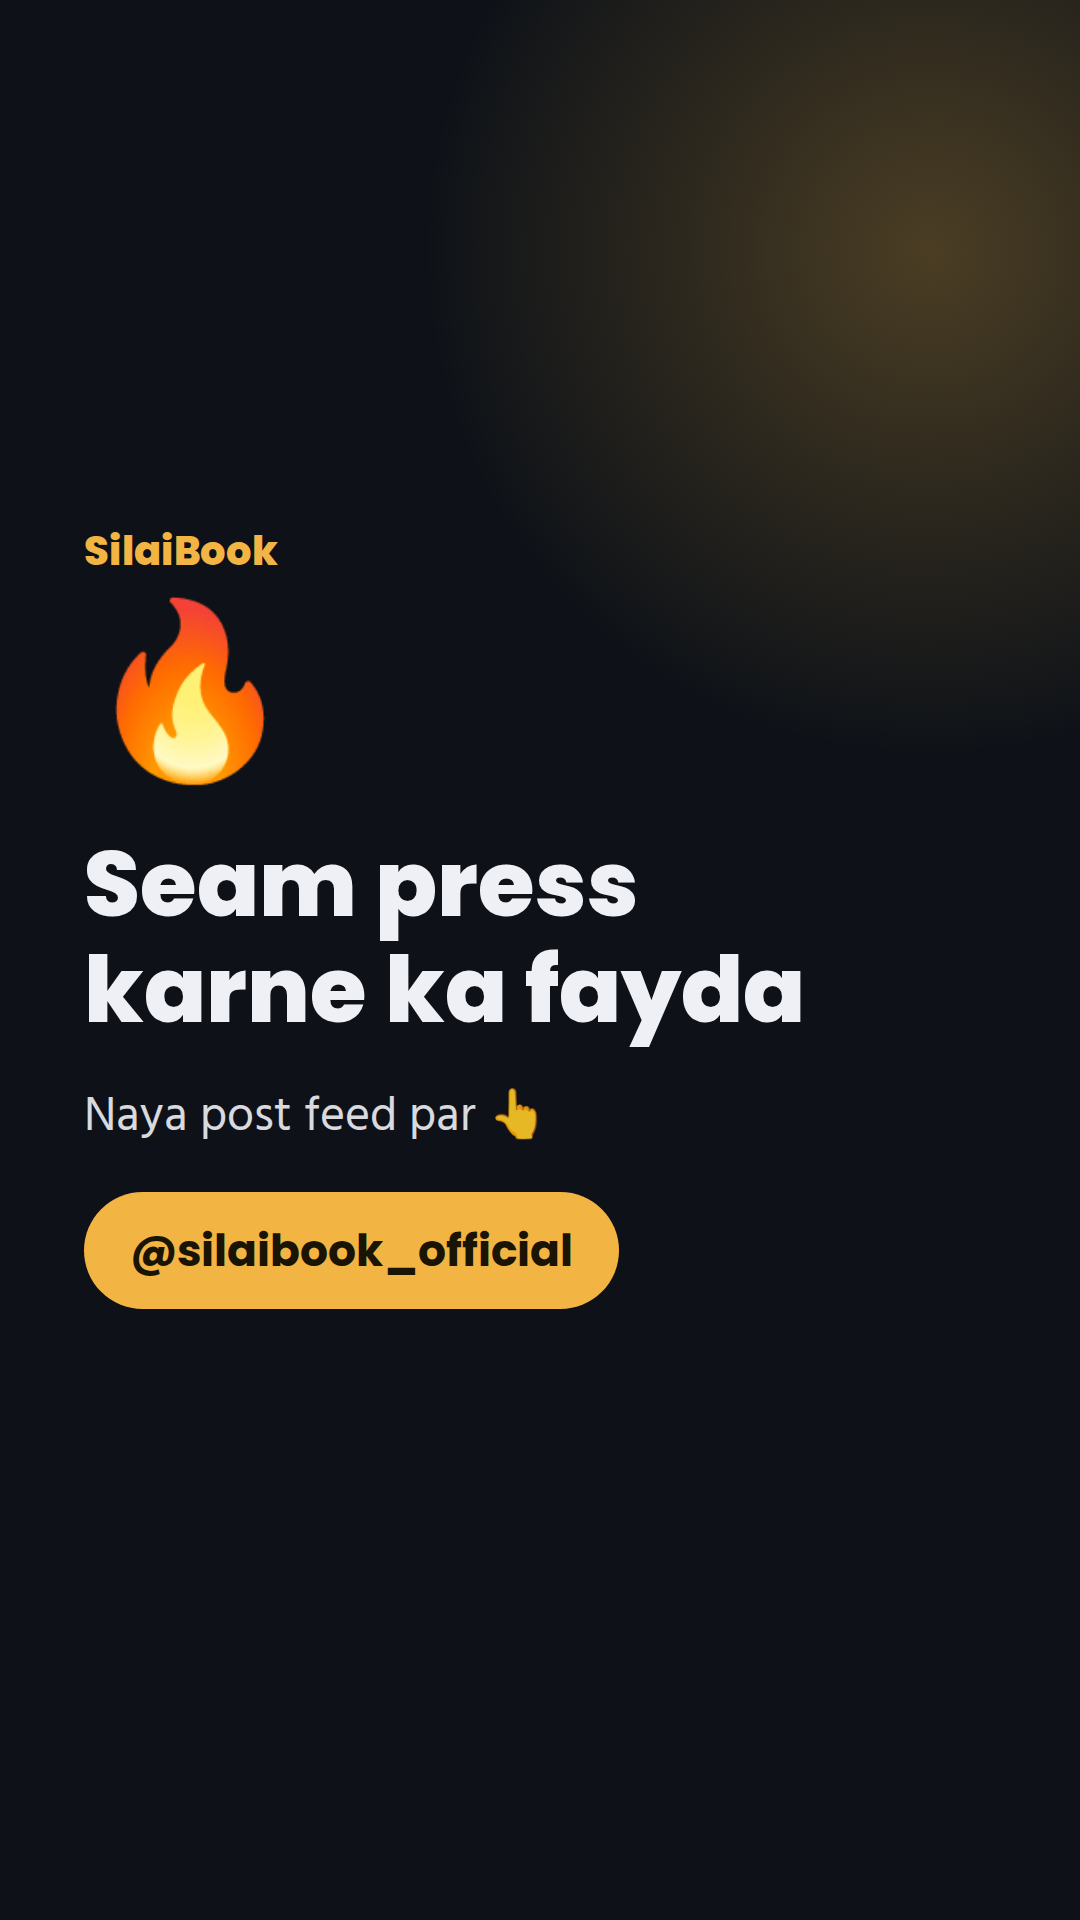 SilaiBook
Seam press
karne ka fayda
Naya post feed par 👆
@silaibook_official